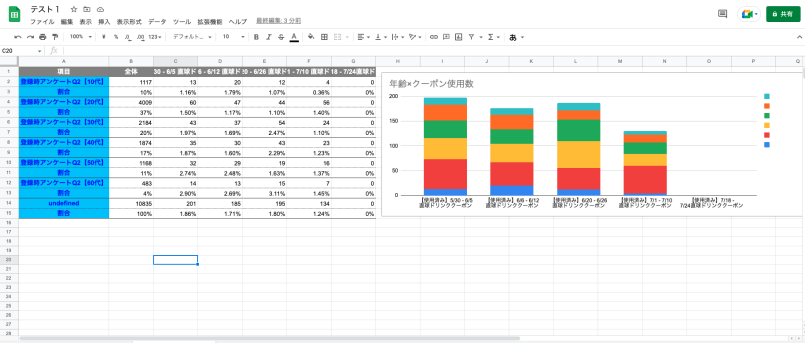 テスト 1
ファイル 編集 表示 挿入 表示形式 データ ツール 拡張機能 ヘルプ 最終編集: 3 分前
共有
100% ¥ % .0 .00 123 デフォルト... 10 B I S A あ
C20 fx
A B C D E F G H I J K L M N O P Q
1 項目 全体 30 - 6/5 直球ド 6 - 6/12 直球ド 20 - 6/26 直球ド 1 - 7/10 直球ド 18 - 7/24直球ド
2 登録時アンケートQ2【10代】 1117 13 20 12 4 0
3 割合 10% 1.16% 1.79% 1.07% 0.36% 0%
4 登録時アンケートQ2【20代】 4009 60 47 44 56 0
5 割合 37% 1.50% 1.17% 1.10% 1.40% 0%
6 登録時アンケートQ2【30代】 2184 43 37 54 24 0
7 割合 20% 1.97% 1.69% 2.47% 1.10% 0%
8 登録時アンケートQ2【40代】 1874 35 30 43 23 0
9 割合 17% 1.87% 1.60% 2.29% 1.23% 0%
10 登録時アンケートQ2【50代】 1168 32 29 19 16 0
11 割合 11% 2.74% 2.48% 1.63% 1.37% 0%
12 登録時アンケートQ2【60代】 483 14 13 15 7 0
13 割合 4% 2.90% 2.69% 3.11% 1.45% 0%
14 undefined 10835 201 185 195 134 0
15 割合 100% 1.86% 1.71% 1.80% 1.24% 0%
16
17
18
19
20
21
22
23
24
25
26
27
28
年齢×クーポン使用数
200
150
100
50
0
【使用済み】5/30 - 6/5 直球ドリンククーポン
【使用済み】6/6 - 6/12 直球ドリンククーポン
【使用済み】6/20 - 6/26 直球ドリンククーポン
【使用済み】7/1 - 7/10 直球ドリンククーポン
【使用済み】7/18 - 7/24直球ドリンククーポン